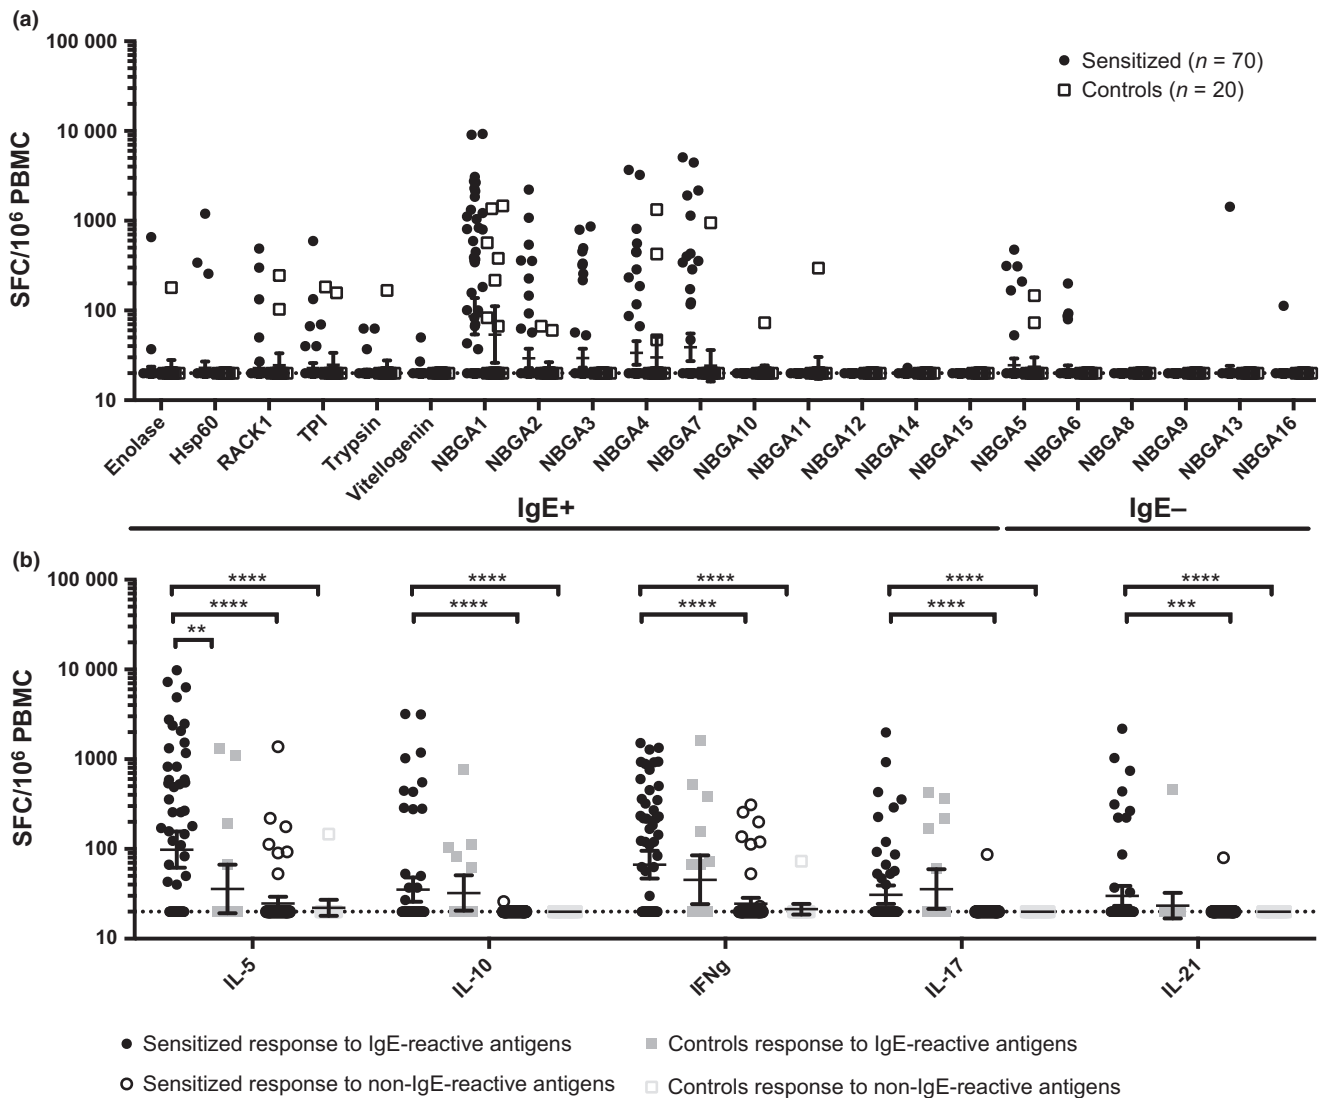 (a)
100 000
10 000
1000
100
10
SFC/10⁶ PBMC
Sensitized (n = 70)
Controls (n = 20)
Enolase
Hsp60
RACK1
TPI
Trypsin
Vitellogenin
NBGA1
NBGA2
NBGA3
NBGA4
NBGA7
NBGA10
NBGA11
NBGA12
NBGA14
NBGA15
NBGA5
NBGA6
NBGA8
NBGA9
NBGA13
NBGA16
IgE+
IgE–
(b)
100 000
10 000
1000
100
10
SFC/10⁶ PBMC
****
****
**
****
****
****
****
****
****
****
***
IL-5
IL-10
IFNg
IL-17
IL-21
Sensitized response to IgE-reactive antigens
Controls response to IgE-reactive antigens
Sensitized response to non-IgE-reactive antigens
Controls response to non-IgE-reactive antigens